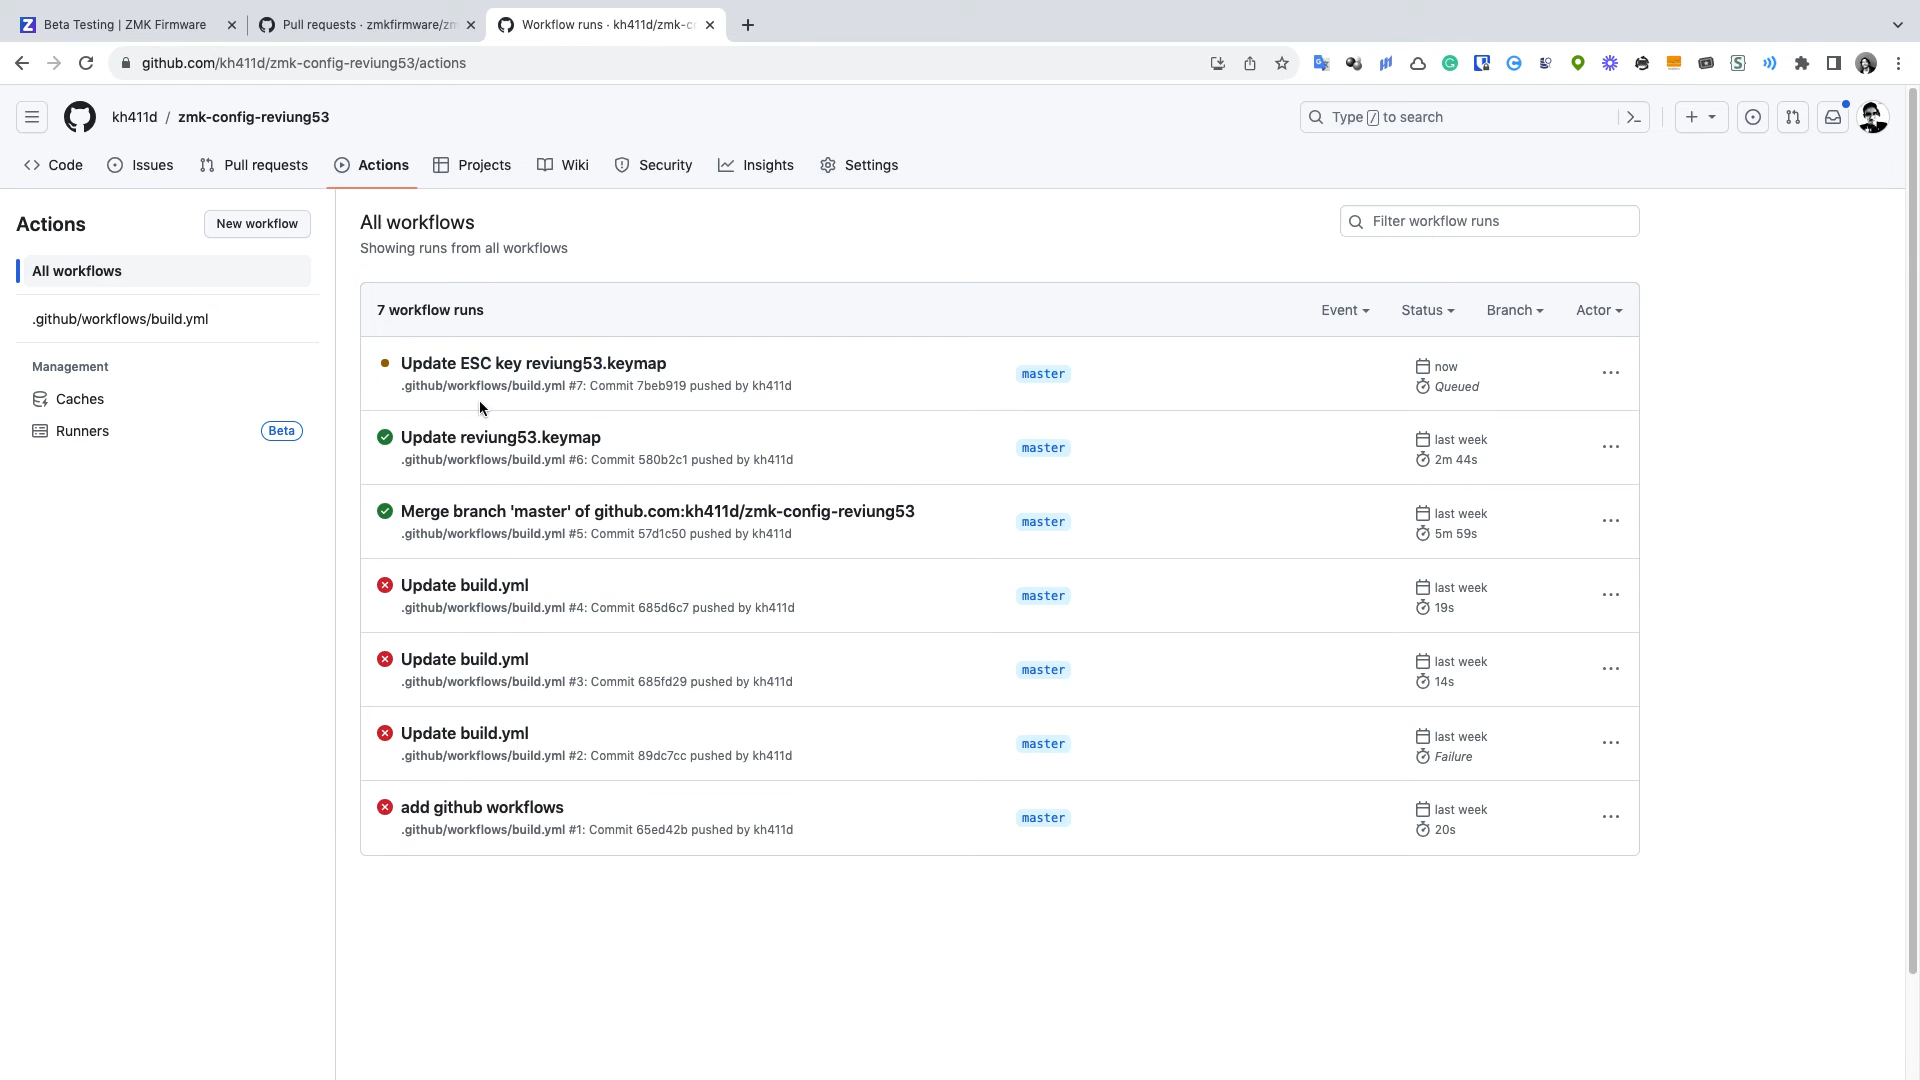 Beta Testing | ZMK Firmware
Pull requests · zmkfirmware/zm
Workflow runs · kh411d/zmk-c
github.com/kh411d/zmk-config-reviung53/actions
kh411d / zmk-config-reviung53
Type / to search
Code
Issues
Pull requests
Actions
Projects
Wiki
Security
Insights
Settings
Actions
New workflow
All workflows
.github/workflows/build.yml
Management
Caches
Runners
Beta
All workflows
Showing runs from all workflows
Filter workflow runs
7 workflow runs
Event
Status
Branch
Actor
Update ESC key reviung53.keymap
.github/workflows/build.yml #7: Commit 7beb919 pushed by kh411d
master
now
Queued
Update reviung53.keymap
.github/workflows/build.yml #6: Commit 580b2c1 pushed by kh411d
master
last week
2m 44s
Merge branch 'master' of github.com:kh411d/zmk-config-reviung53
.github/workflows/build.yml #5: Commit 57d1c50 pushed by kh411d
master
last week
5m 59s
Update build.yml
.github/workflows/build.yml #4: Commit 685d6c7 pushed by kh411d
master
last week
19s
Update build.yml
.github/workflows/build.yml #3: Commit 685fd29 pushed by kh411d
master
last week
14s
Update build.yml
.github/workflows/build.yml #2: Commit 89dc7cc pushed by kh411d
master
last week
Failure
add github workflows
.github/workflows/build.yml #1: Commit 65ed42b pushed by kh411d
master
last week
20s